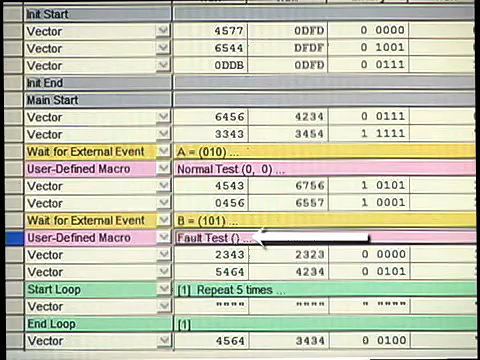 Init Start
Vector 4577 0DFD 0 0000
Vector 6544 DFDF 0 1001
Vector 0DDB 0DFD 0 0111
Init End
Main Start
Vector 6456 4234 0 0111
Vector 3343 3454 1 1111
Wait for External Event A = (010) ...
User-Defined Macro Normal Test (0, 0) ...
Vector 4543 6756 1 0101
Vector 0456 6557 1 0001
Wait for External Event B = (101) ...
User-Defined Macro Fault Test () ...
Vector 2343 2323 0 0000
Vector 5464 4234 0 0101
Start Loop [1] Repeat 5 times ...
Vector """" """" " """"
End Loop [1]
Vector 4564 3434 0 0100